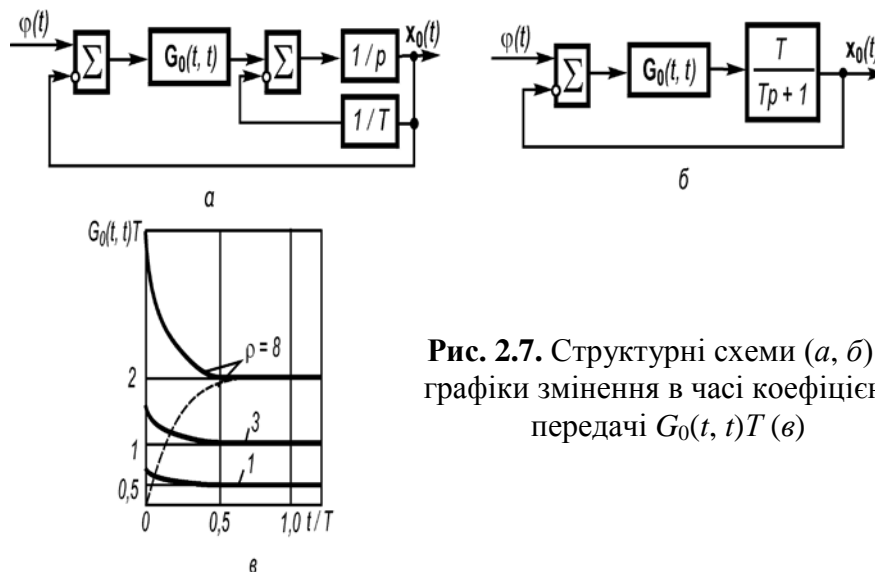 φ(t)
Σ
G₀(t, t)
Σ
1/p
x₀(t)
1/T
а
φ(t)
Σ
G₀(t, t)
T
Tp + 1
x₀(t)
б
G₀(t, t)T
ρ = 8
2
3
1
1
0,5
0
0,5
1,0
t/T
в
Рис. 2.7. Структурні схеми (а, б)
графіки змінення в часі коефіцієн
передачі G₀(t, t)T (в)